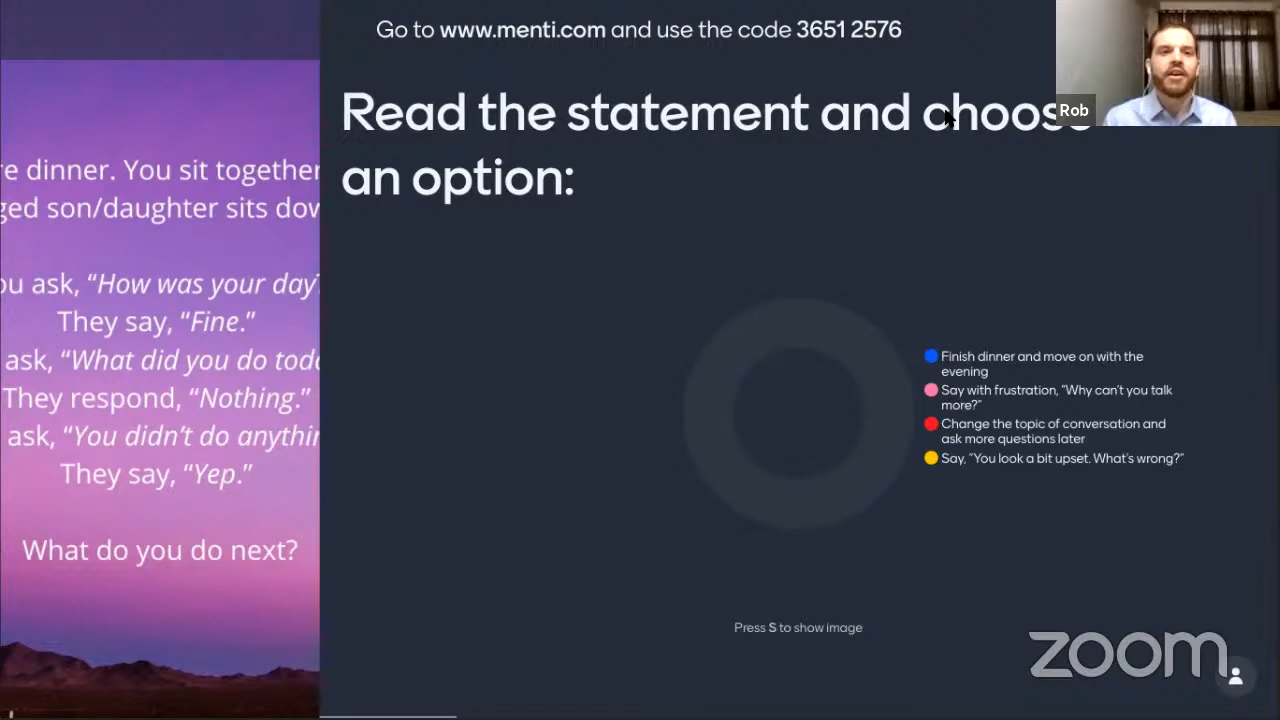 Go to www.menti.com and use the code 3651 2576
Rob
Read the statement and choose
an option:
re dinner. You sit together
ged son/daughter sits dow
ou ask, “How was your day?
They say, “Fine.”
ask, “What did you do toda
They respond, “Nothing.”
ask, “You didn’t do anythin
They say, “Yep.”
What do you do next?
Finish dinner and move on with the
evening
Say with frustration, “Why can’t you talk
more?”
Change the topic of conversation and
ask more questions later
Say, “You look a bit upset. What’s wrong?”
Press S to show image
zoom